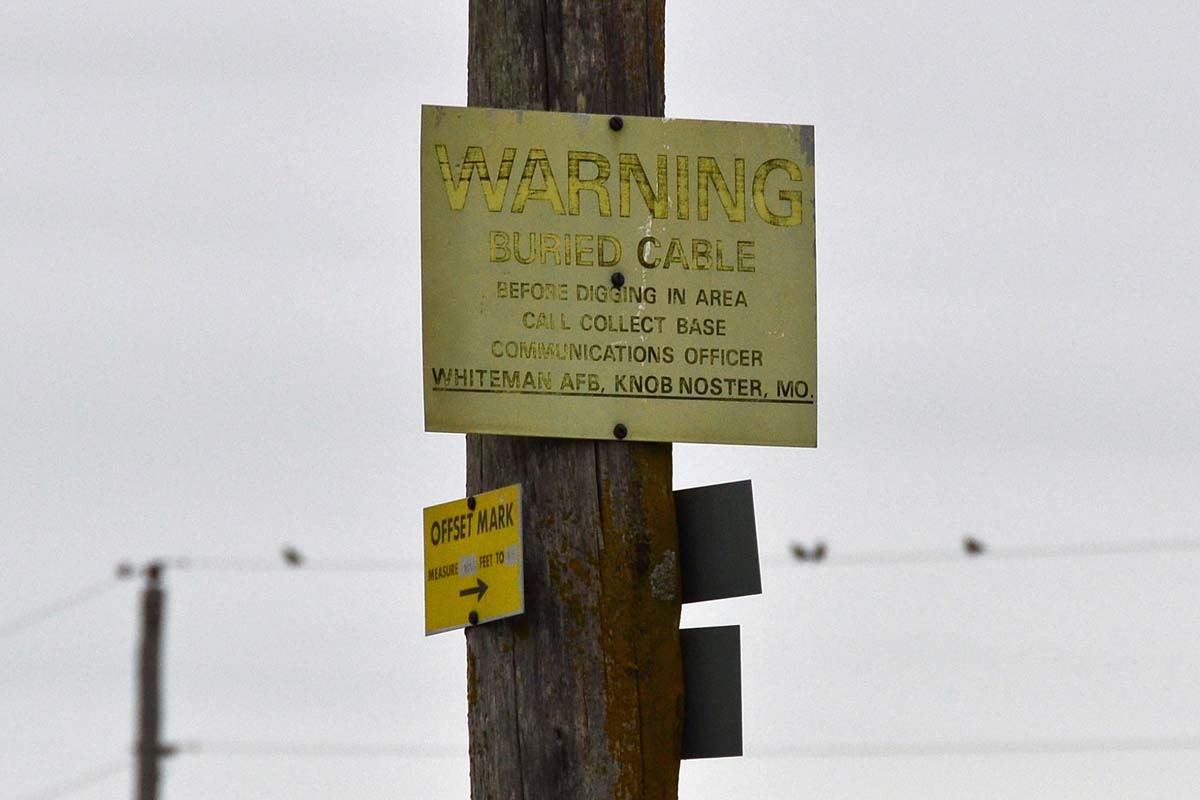 WARNING
BURIED CABLE
BEFORE DIGGING IN AREA
CALL COLLECT BASE
COMMUNICATIONS OFFICER
WHITEMAN AFB, KNOB NOSTER, MO.
OFFSET MARK
MEASURE FEET TO